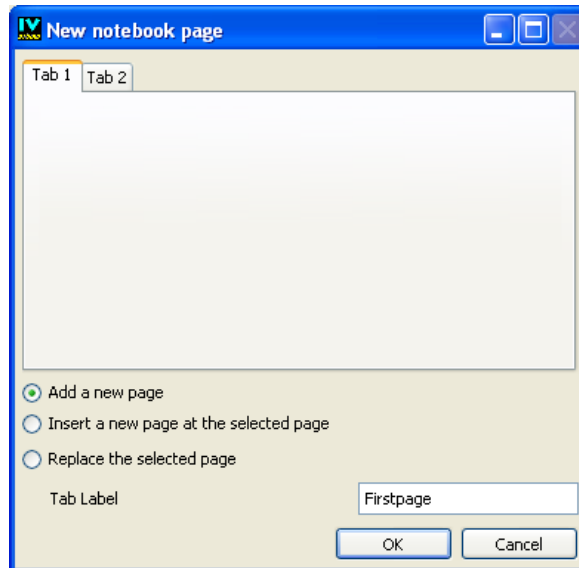 IV New notebook page
Tab 1 Tab 2
Add a new page
Insert a new page at the selected page
Replace the selected page
Tab Label Firstpage
OK Cancel